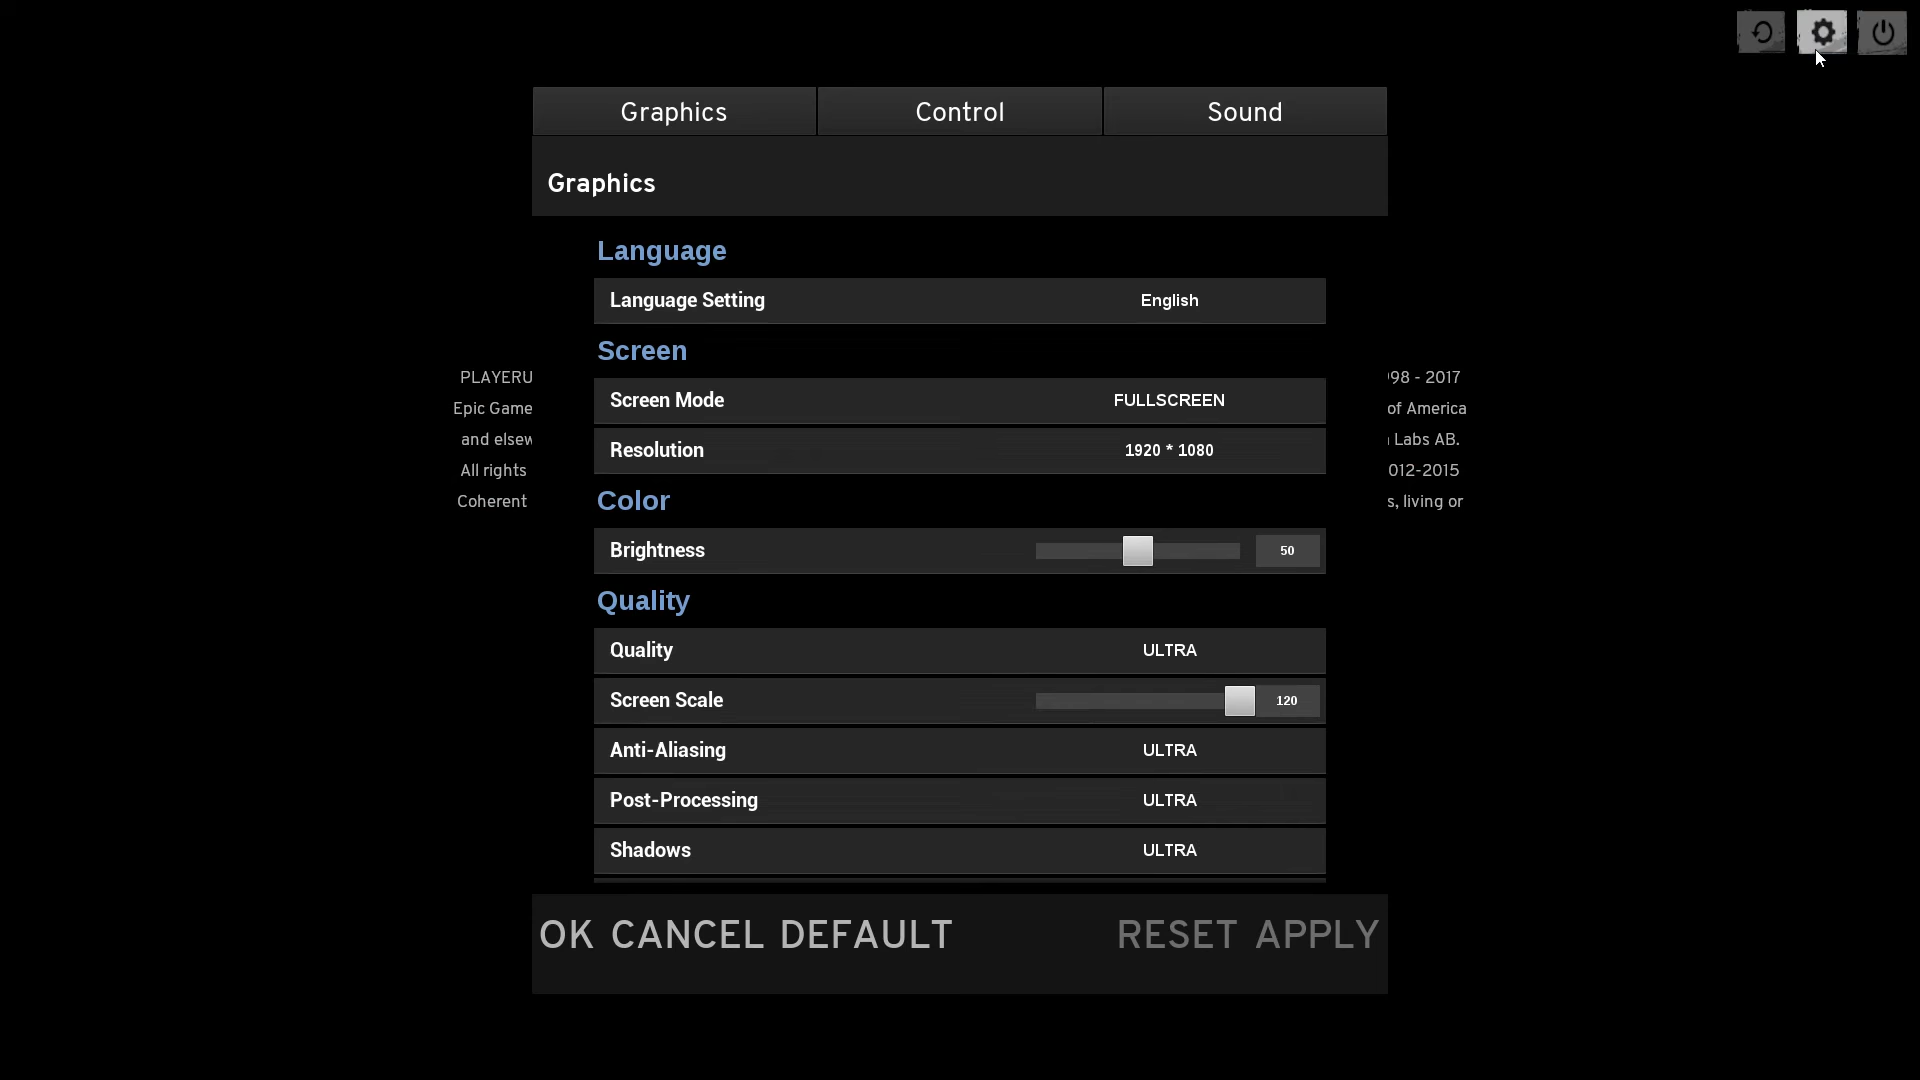 Graphics Control Sound
Graphics
Language
Language Setting English
Screen
Screen Mode FULLSCREEN
Resolution 1920 * 1080
Color
Brightness 50
Quality
Quality ULTRA
Screen Scale 120
Anti-Aliasing ULTRA
Post-Processing ULTRA
Shadows ULTRA
OK CANCEL DEFAULT RESET APPLY
PLAYERU 98 - 2017
Epic Game of America
and elsew Labs AB.
All rights 012-2015
Coherent s, living or